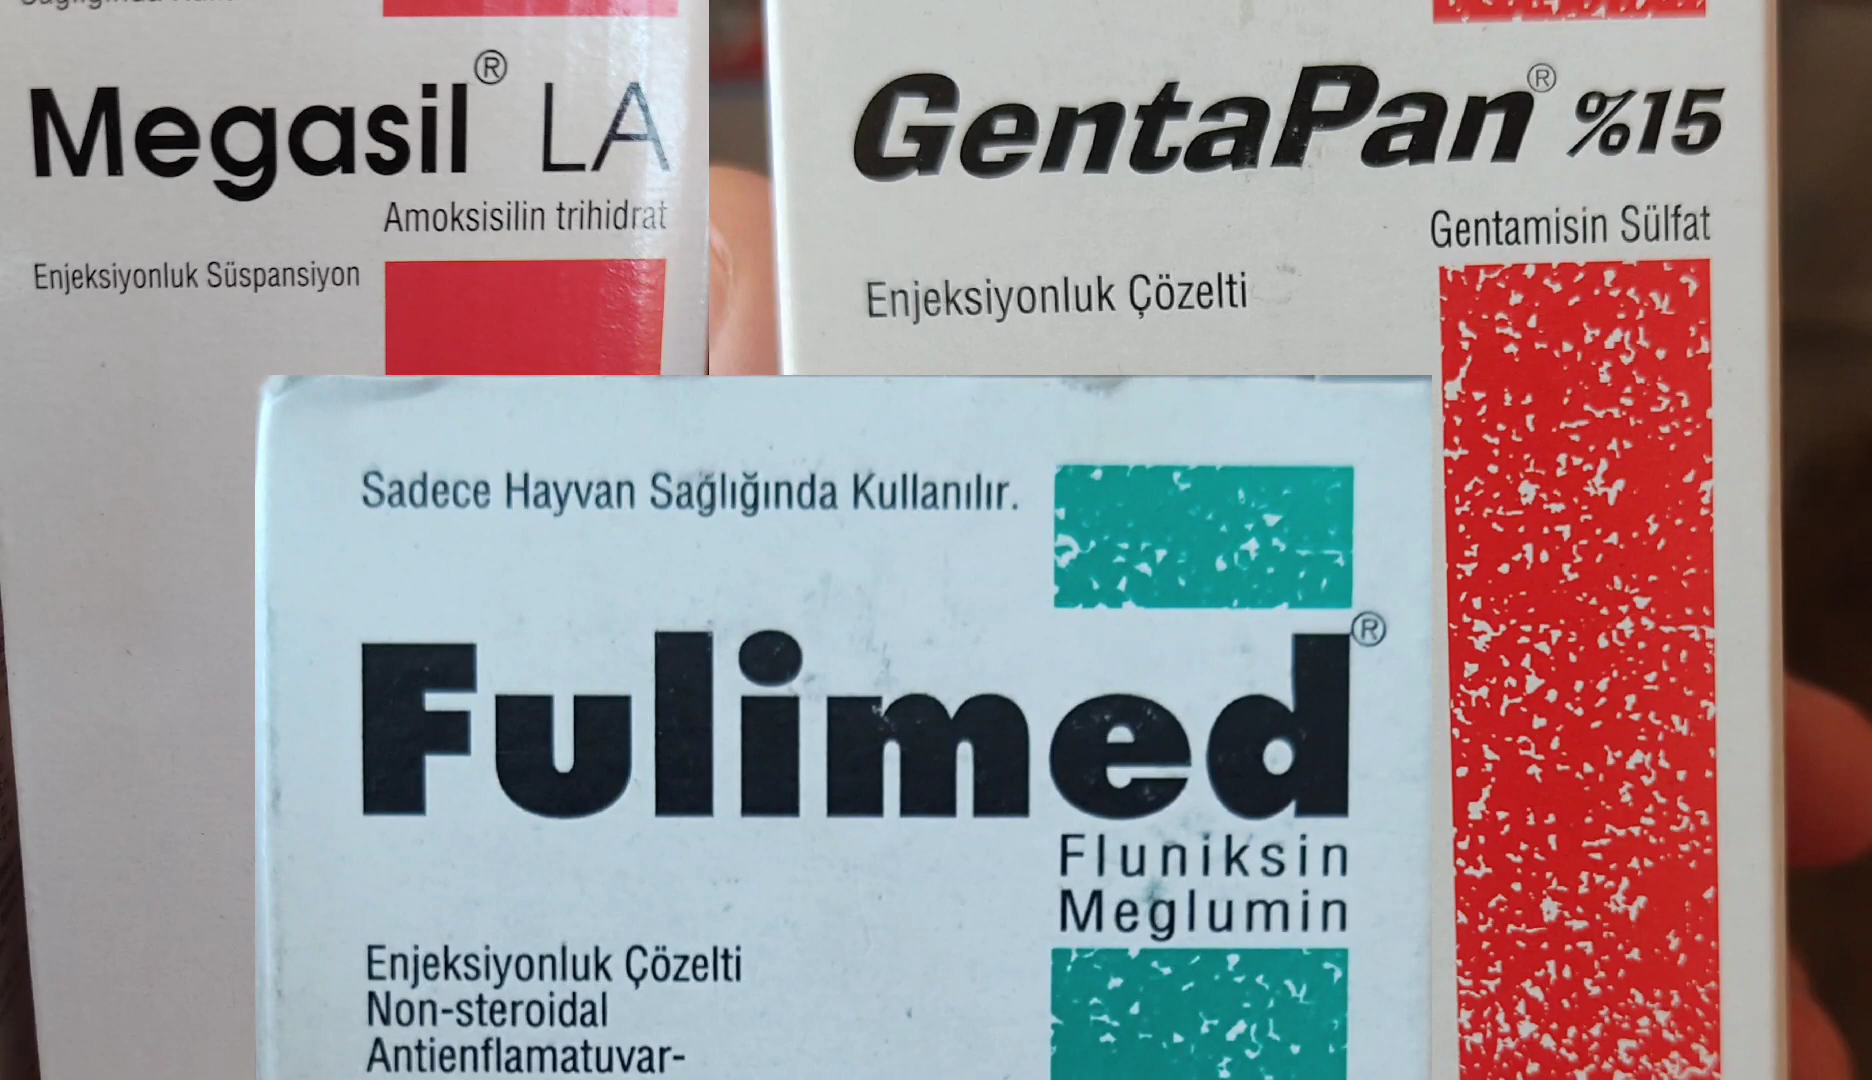 Megasil® LA
Amoksisilin trihidrat
Enjeksiyonluk Süspansiyon
GentaPan® %15
Gentamisin Sülfat
Enjeksiyonluk Çözelti
Sadece Hayvan Sağlığında Kullanılır.
Fulimed®
Fluniksin
Meglumin
Enjeksiyonluk Çözelti
Non-steroidal
Antienflamatuvar-